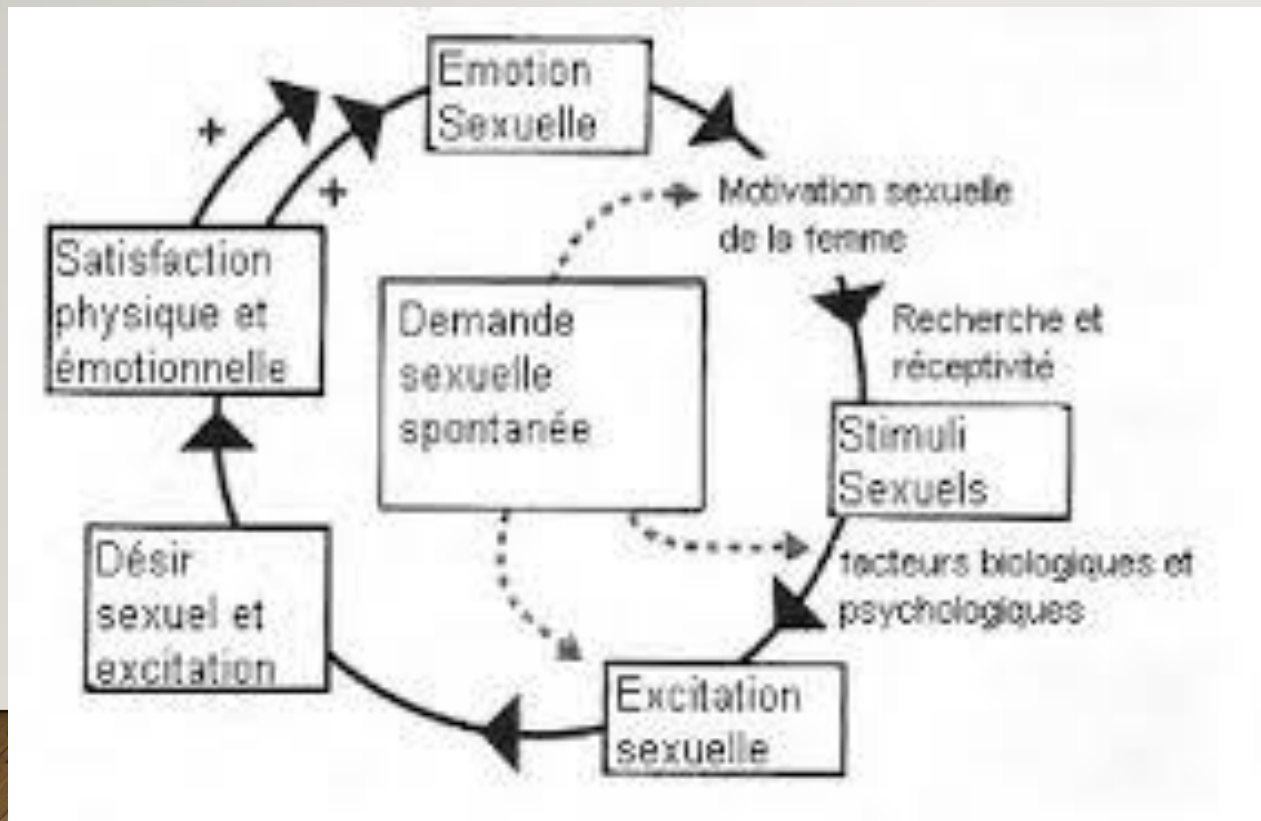 Emotion
Sexuelle
+
+
Motivation sexuelle
de la femme
Satisfaction
physique et
émotionnelle
Demande
sexuelle
spontanée
Recherche et
réceptivité
Stimuli
Sexuels
facteurs biologiques et
psychologiques
Désir
sexuel et
excitation
Excitation
sexuelle